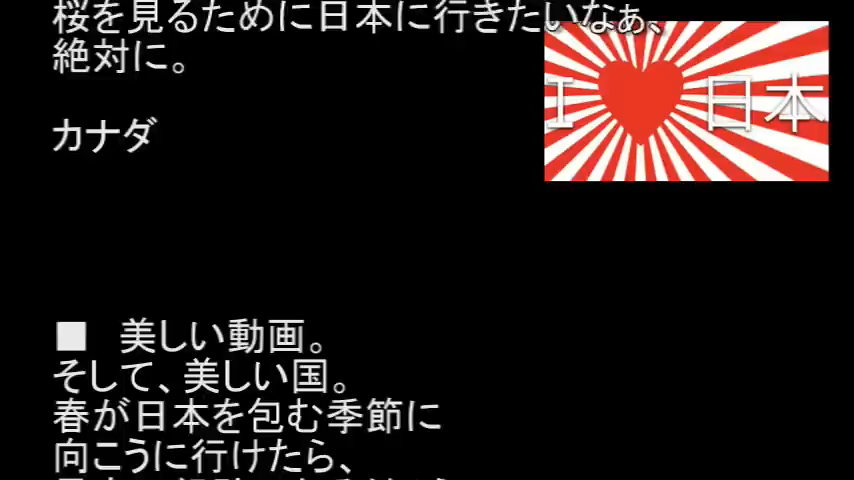 桜を見るために日本に行きたいなぁ、
絶対に。
I 日本
カナダ
■ 美しい動画。
そして、美しい国。
春が日本を包む季節に
向こうに行けたら、